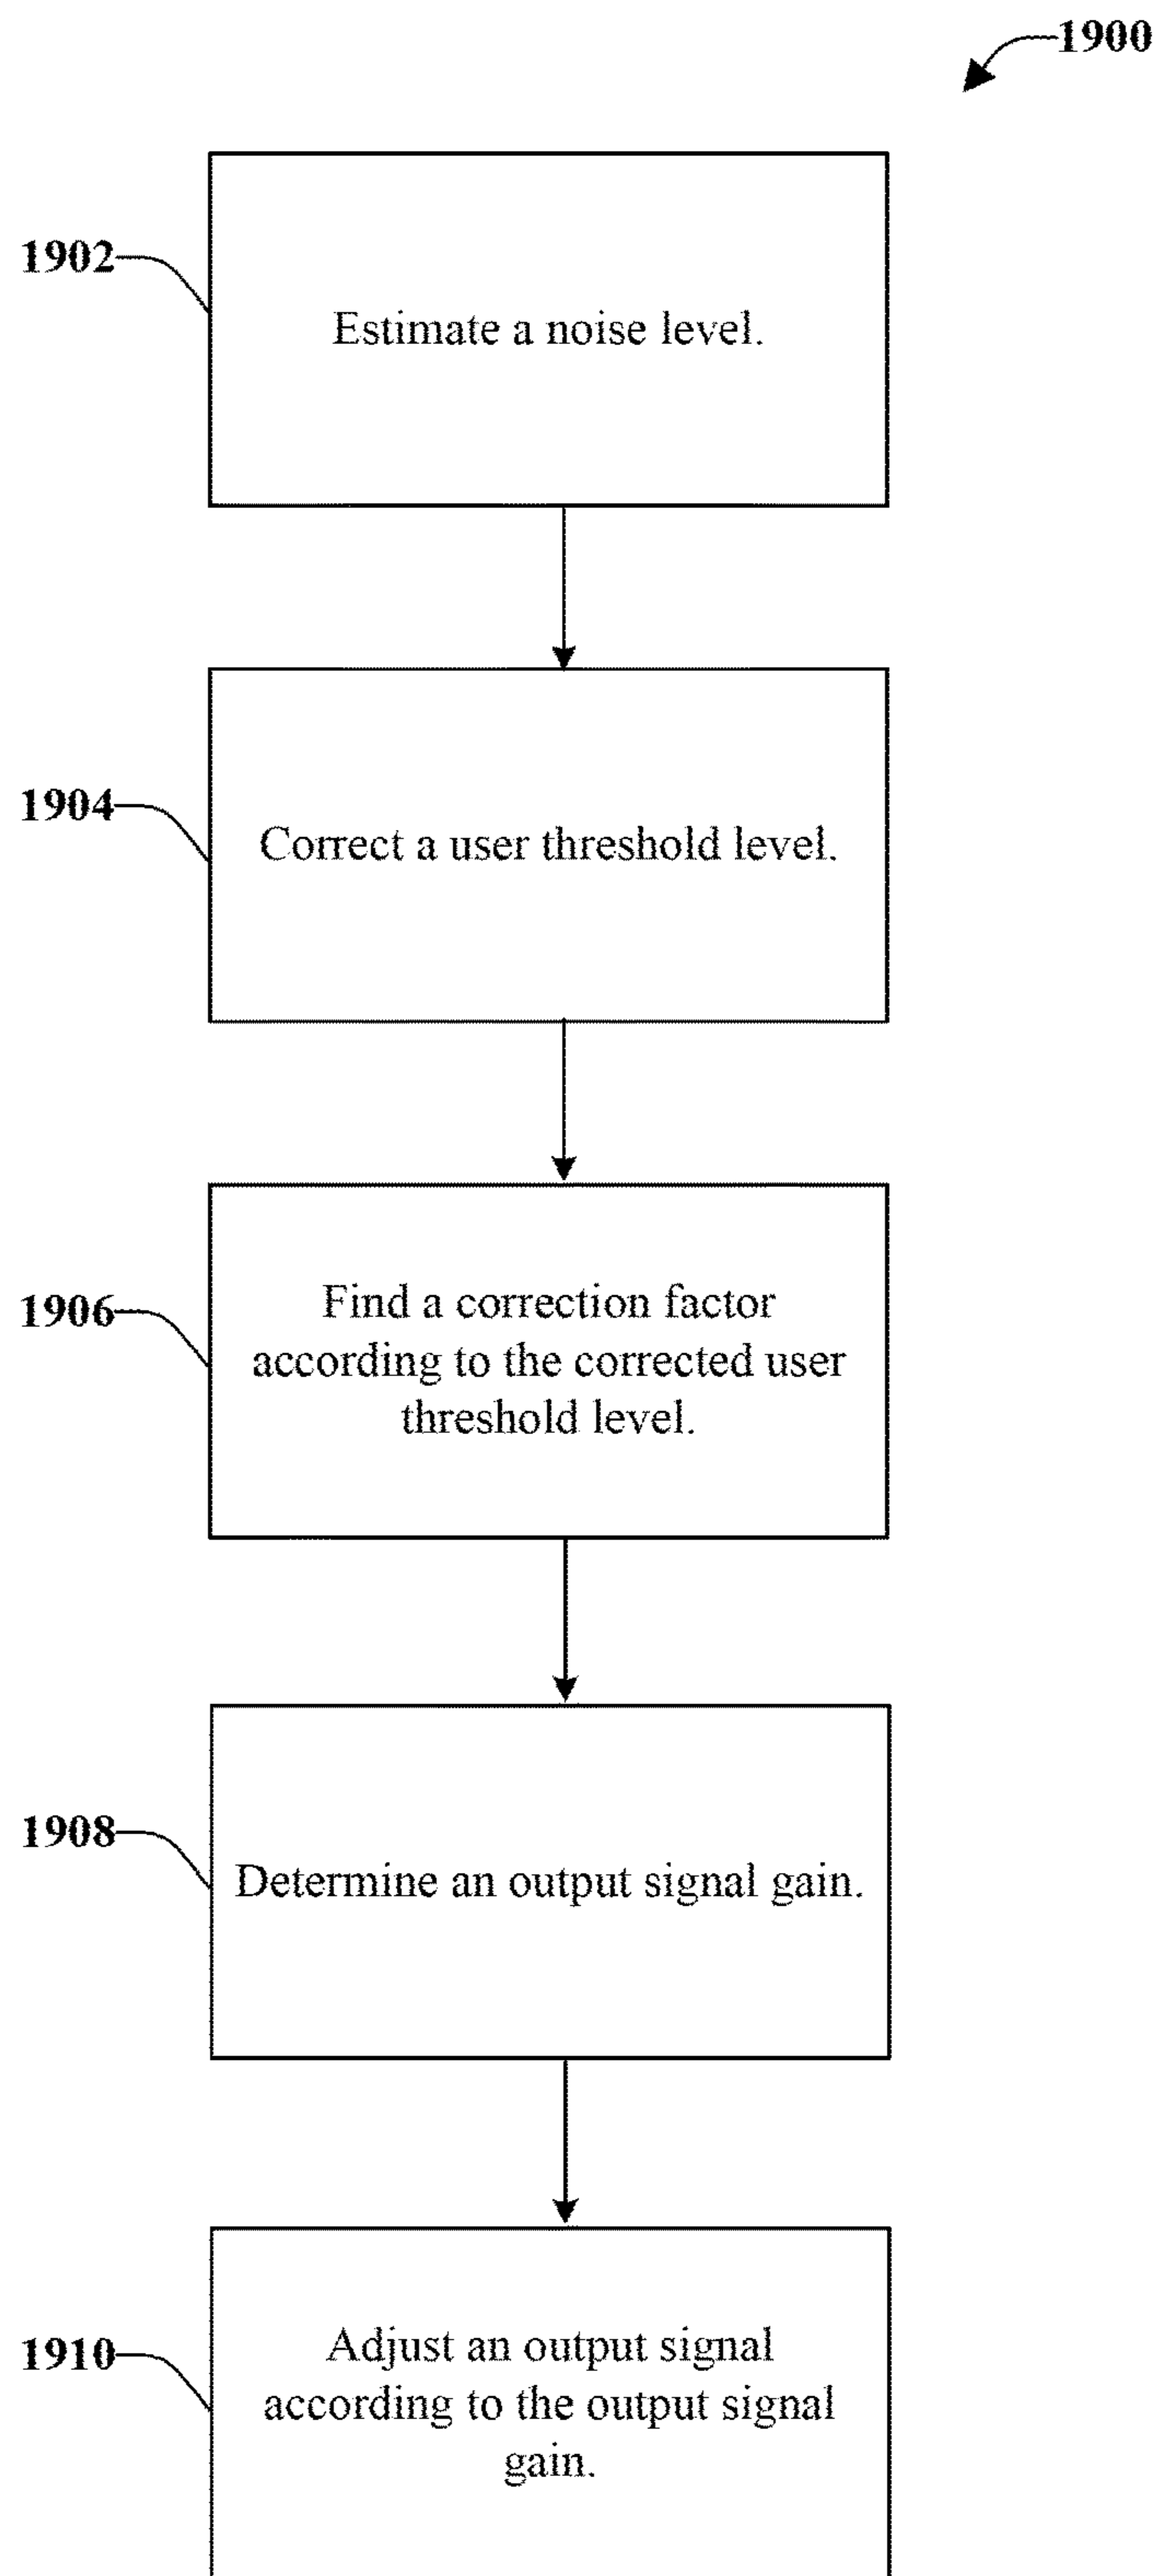 1900
1902
Estimate a noise level.
1904
Correct a user threshold level.
1906
Find a correction factor
according to the corrected user
threshold level.
1908
Determine an output signal gain.
1910
Adjust an output signal
according to the output signal
gain.